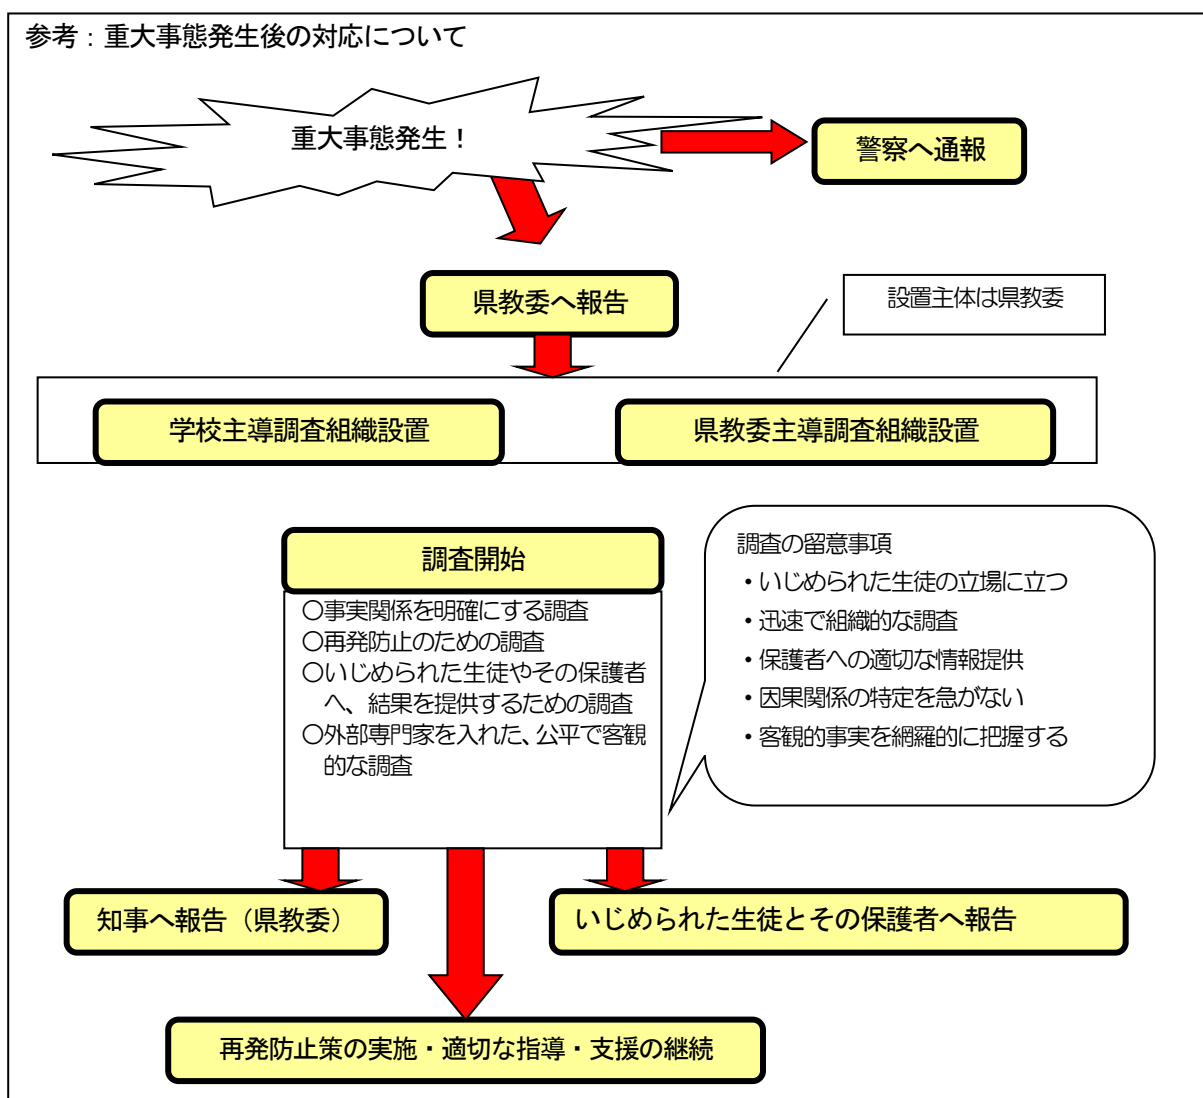 参考：重大事態発生後の対応について
重大事態発生！
警察へ通報
県教委へ報告
設置主体は県教委
学校主導調査組織設置
県教委主導調査組織設置
調査開始
〇事実関係を明確にする調査
〇再発防止のための調査
〇いじめられた生徒やその保護者
へ、結果を提供するための調査
〇外部専門家を入れた、公平で客観
的な調査
調査の留意事項
・いじめられた生徒の立場に立つ
・迅速で組織的な調査
・保護者への適切な情報提供
・因果関係の特定を急がない
・客観的事実を網羅的に把握する
知事へ報告（県教委）
いじめられた生徒とその保護者へ報告
再発防止策の実施・適切な指導・支援の継続